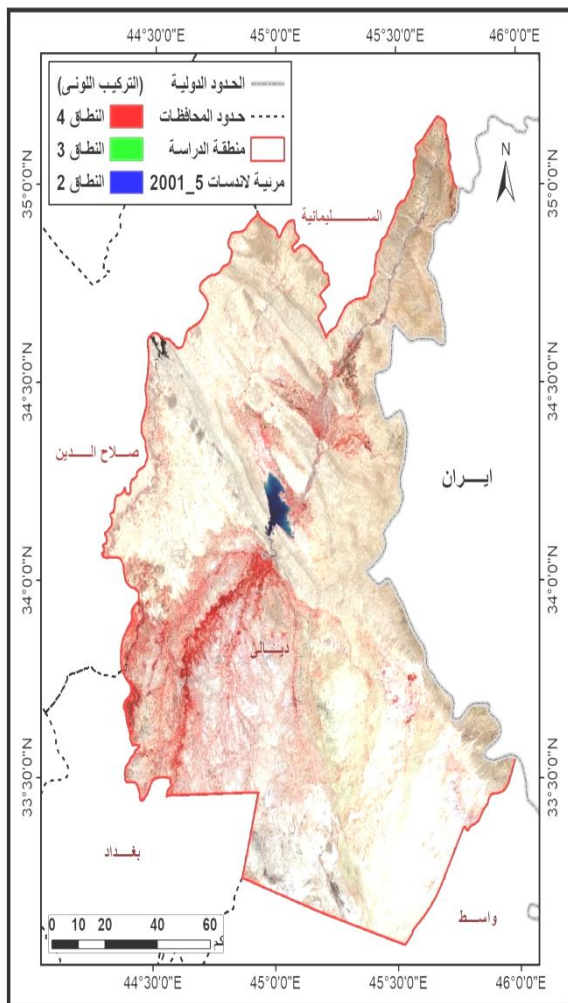 44°30'0"E 45°00'0"E 45°30'0"E 46°0'0"E
الحدود الدولية
حدود المحافظات
منطقة الدراسة
مرئية لاندسات 5_2001
(التركيب اللونى)
النطاق 4
النطاق 3
النطاق 2
N
35°0'0"N 35°0'0"N
السليمانية
34°30'0"N 34°30'0"N
صلاح الدين
ايران
34°0'0"N 34°0'0"N
ديالى
33°30'0"N 33°30'0"N
بغداد
واسط
0 10 20 40 60
كم
44°30'0"E 45°00'0"E 45°30'0"E 46°0'0"E